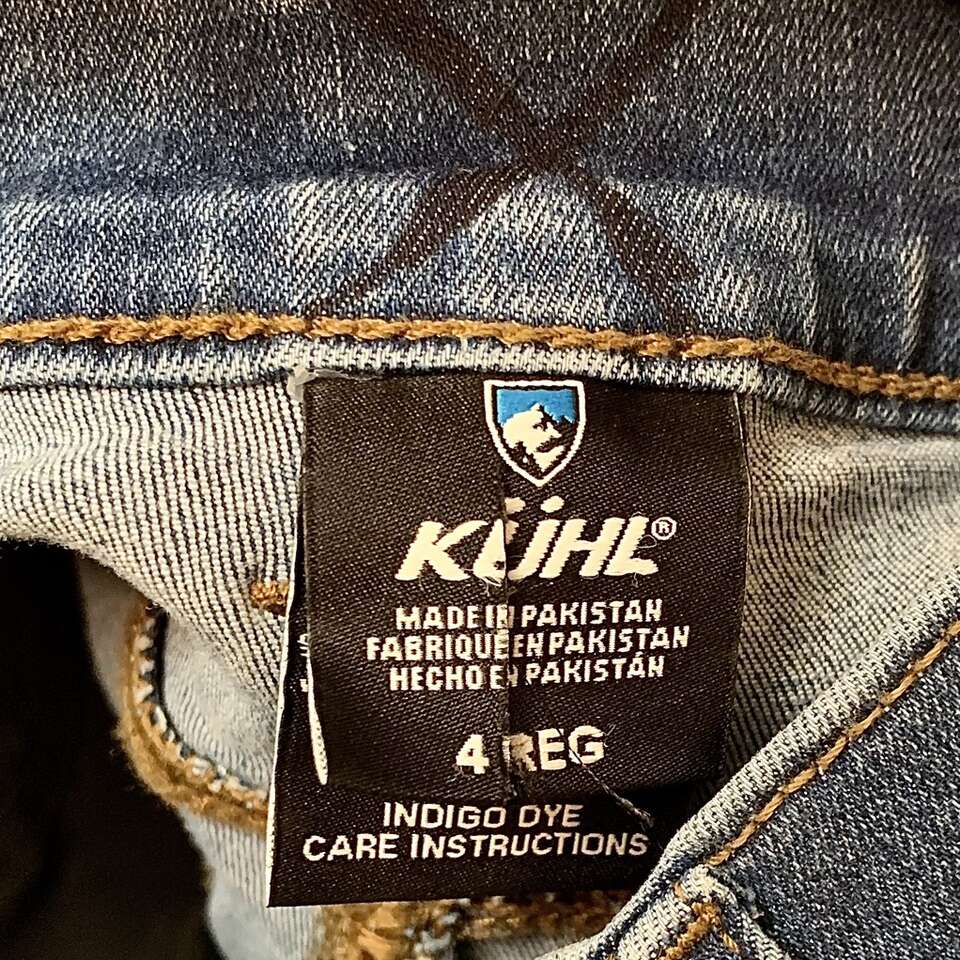 KÜHL®
MADE IN PAKISTAN
FABRIQUÉ EN PAKISTAN
HECHO EN PAKISTÁN
4 REG
INDIGO DYE
CARE INSTRUCTIONS